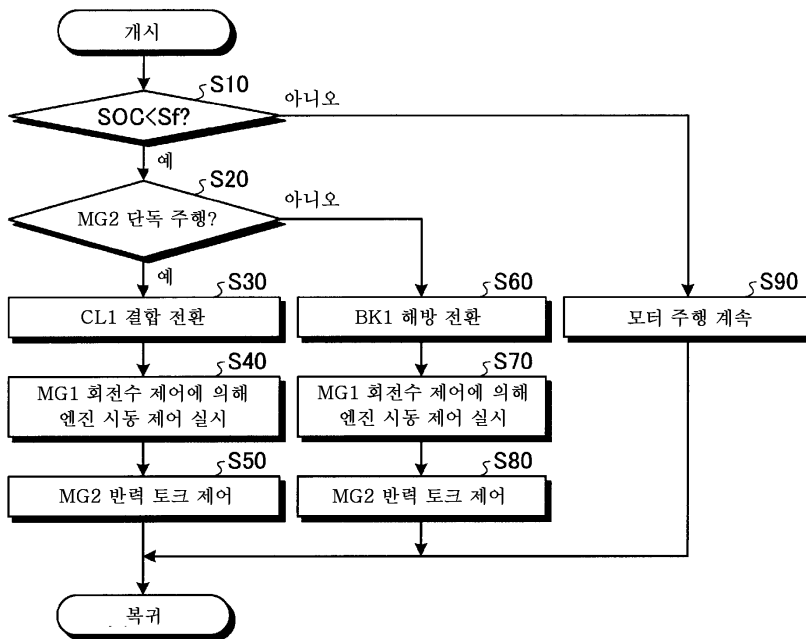 개시
S10
SOC<Sf?
아니오
예
S20
MG2 단독 주행?
아니오
예
S30
CL1 결합 전환
S60
BK1 해방 전환
S90
모터 주행 계속
S40
MG1 회전수 제어에 의해
엔진 시동 제어 실시
S70
MG1 회전수 제어에 의해
엔진 시동 제어 실시
S50
MG2 반력 토크 제어
S80
MG2 반력 토크 제어
복귀